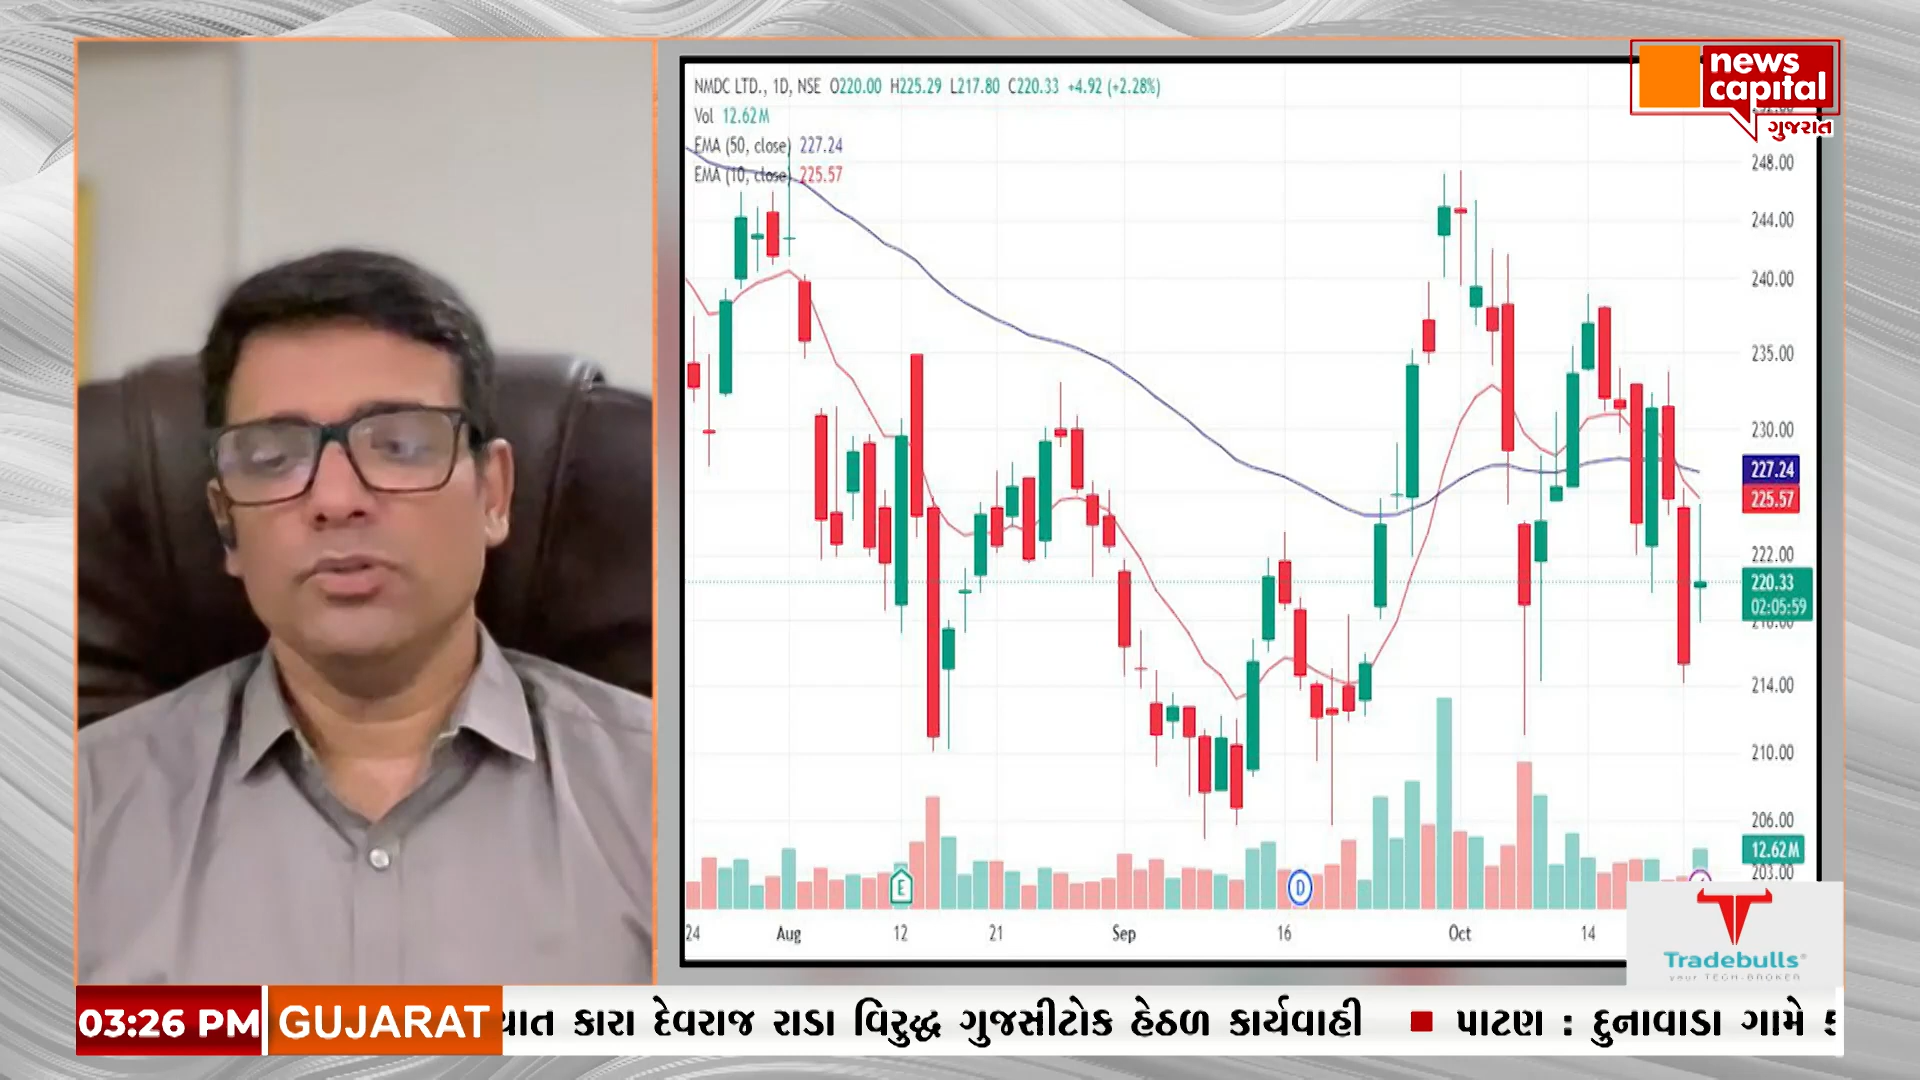 NMDC LTD., 1D, NSE O220.00 H225.29 L217.80 C220.33 +4.92 (+2.28%)
Vol 12.62M
EMA (50, close) 227.24
EMA (10, close) 225.57
news
capital
ગુજરાત
248.00
244.00
240.00
235.00
230.00
227.24
225.57
222.00
220.33
02:05:59
214.00
210.00
206.00
12.62M
203.00
E
D
24 Aug 12 21 Sep 16 Oct 14
Tradebulls
your TECH-BROKER
03:26 PM GUJARAT કારા દેવરાજ રાડા વિરુદ્ધ ગુજસીટોક હેઠળ કાર્યવાહી ■ પાટણ : દુનાવાડા ગામે